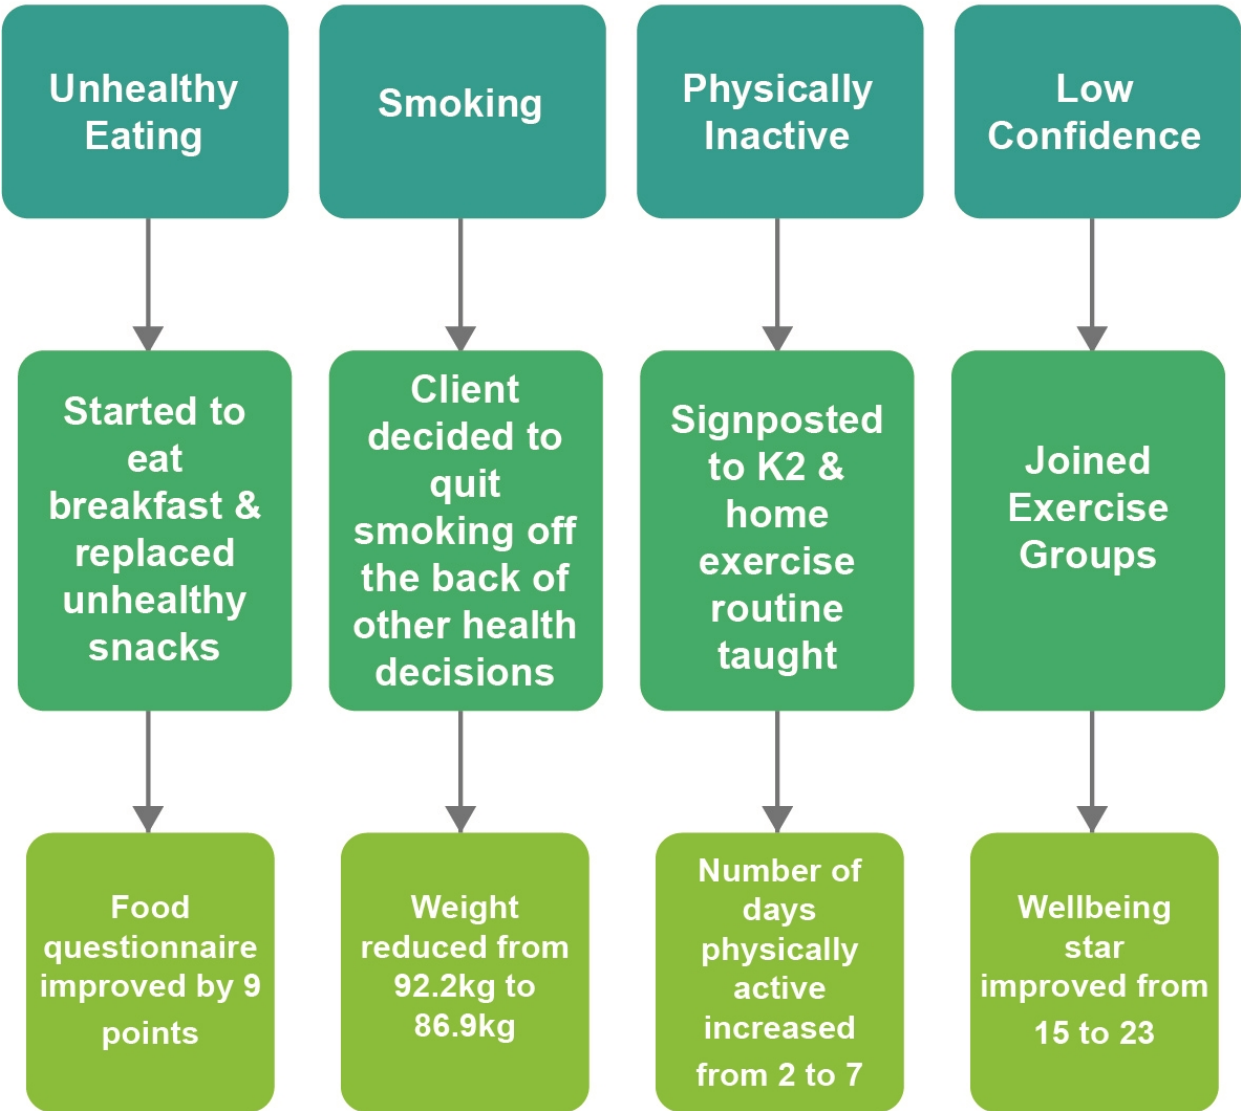 Unhealthy
Eating
Smoking
Physically
Inactive
Low
Confidence
Started to
eat
breakfast &
replaced
unhealthy
snacks
Client
decided to
quit
smoking off
the back of
other health
decisions
Signposted
to K2 &
home
exercise
routine
taught
Joined
Exercise
Groups
Food
questionnaire
improved by 9
points
Weight
reduced from
92.2kg to
86.9kg
Number of
days
physically
active
increased
from 2 to 7
Wellbeing
star
improved from
15 to 23